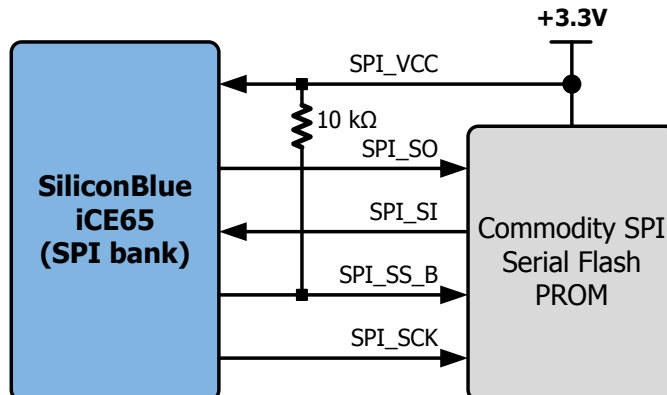 +3.3V
SPI_VCC
10 kΩ
SPI_SO
SiliconBlue
iCE65
(SPI bank)
SPI_SI
Commodity SPI
Serial Flash
PROM
SPI_SS_B
SPI_SCK